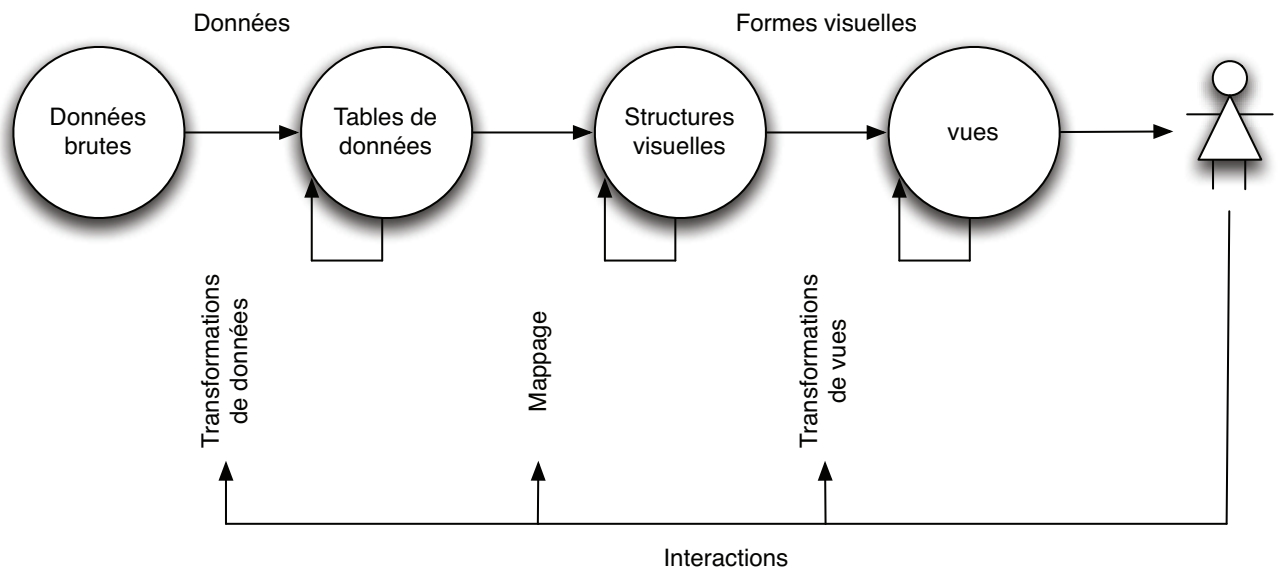 Données
Formes visuelles
Données
brutes
Tables de
données
Structures
visuelles
vues
Transformations
de données
Mappage
Transformations
de vues
Interactions